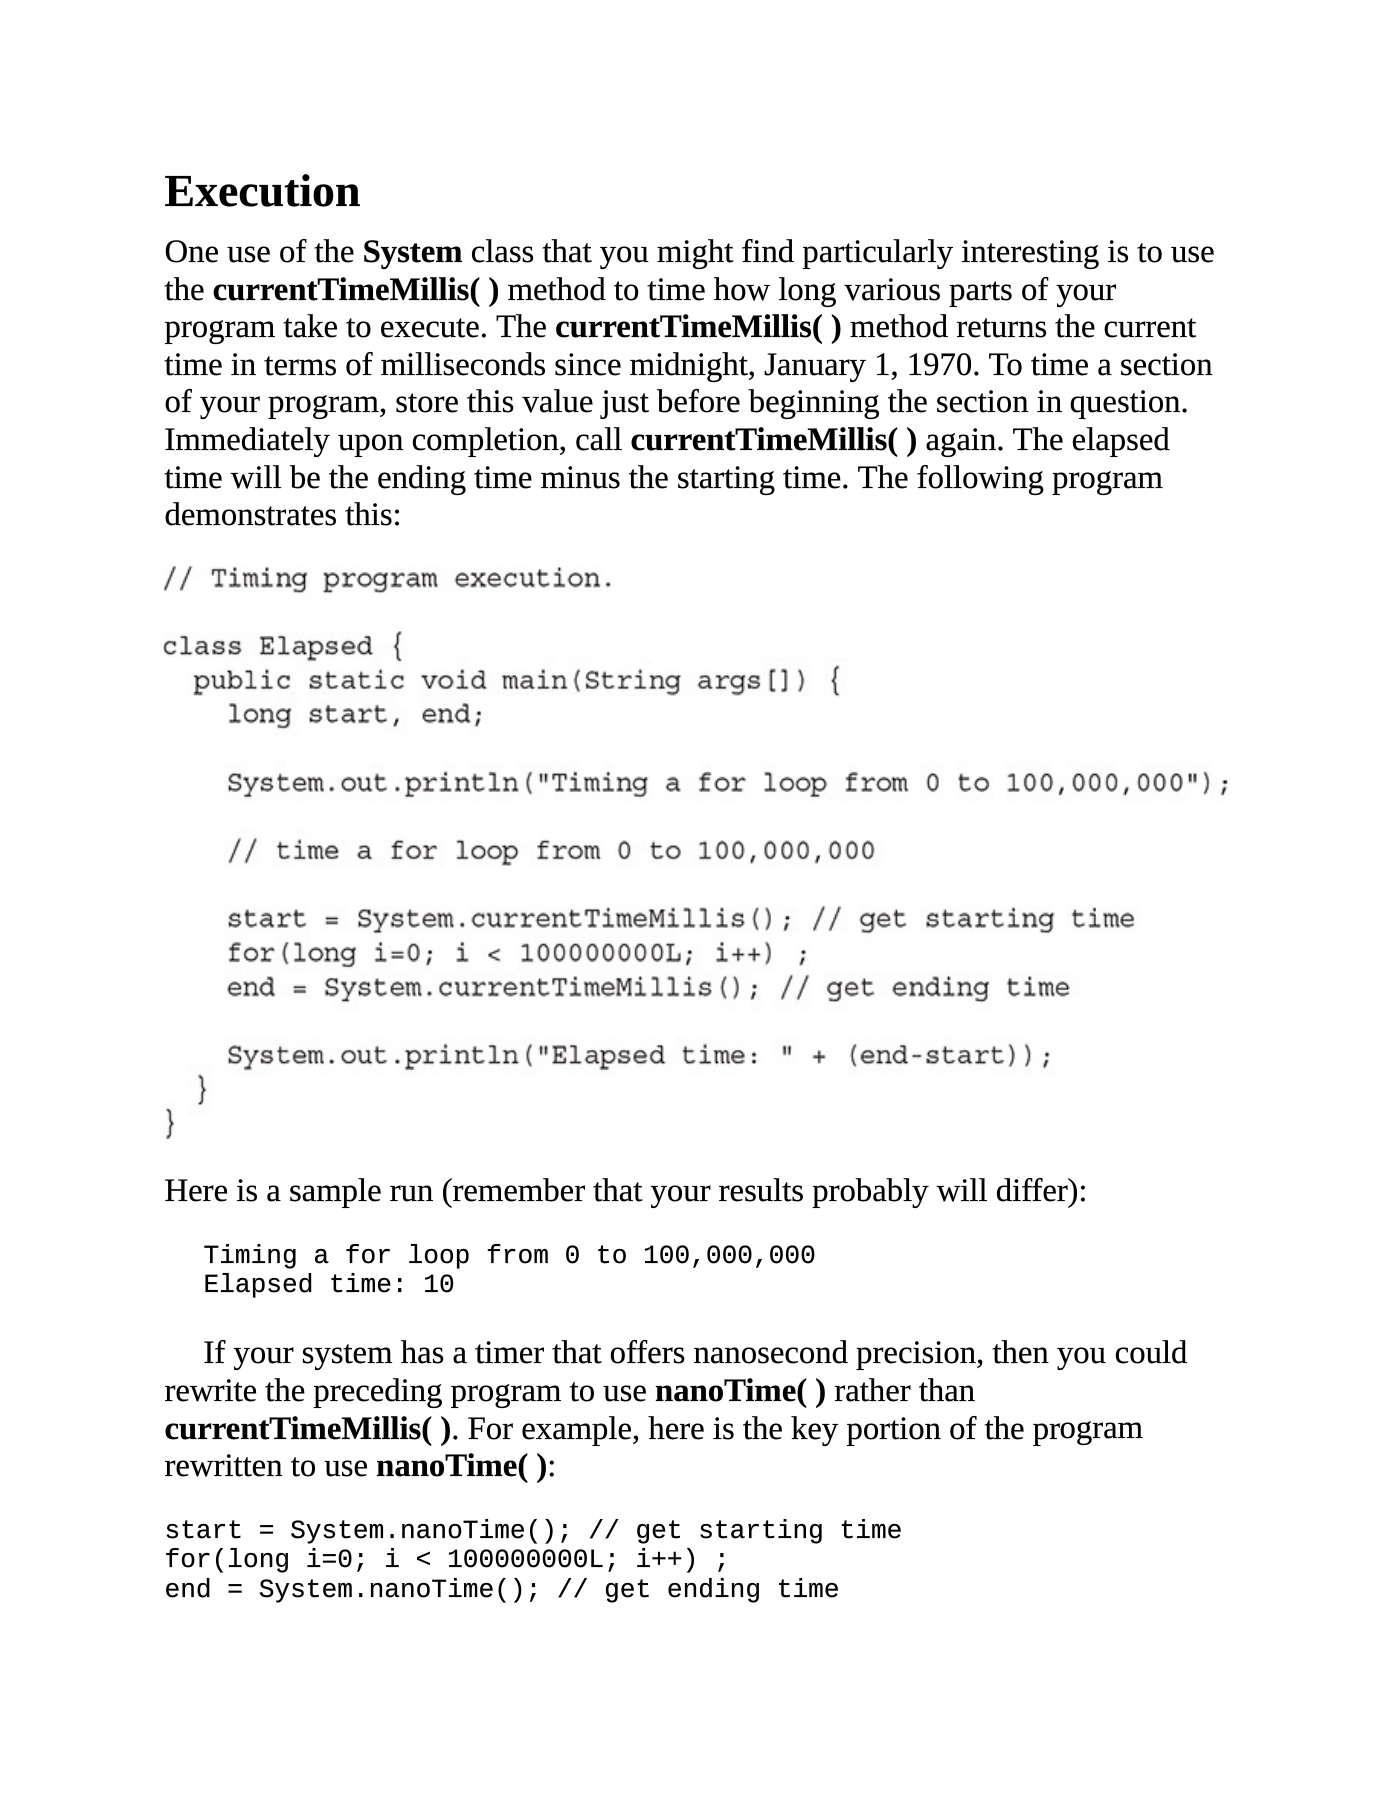 Execution
One use of the System class that you might find particularly interesting is to use
the currentTimeMillis( ) method to time how long various parts of your
program take to execute. The currentTimeMillis( ) method returns the current
time in terms of milliseconds since midnight, January 1, 1970. To time a section
of your program, store this value just before beginning the section in question.
Immediately upon completion, call currentTimeMillis( ) again. The elapsed
time will be the ending time minus the starting time. The following program
demonstrates this:
// Timing program execution.
class Elapsed {
  public static void main(String args[]) {
    long start, end;
    System.out.println("Timing a for loop from 0 to 100,000,000");
    // time a for loop from 0 to 100,000,000
    start = System.currentTimeMillis(); // get starting time
    for(long i=0; i < 100000000L; i++) ;
    end = System.currentTimeMillis(); // get ending time
    System.out.println("Elapsed time: " + (end-start));
  }
}
Here is a sample run (remember that your results probably will differ):
Timing a for loop from 0 to 100,000,000
Elapsed time: 10
If your system has a timer that offers nanosecond precision, then you could
rewrite the preceding program to use nanoTime( ) rather than
currentTimeMillis( ). For example, here is the key portion of the program
rewritten to use nanoTime( ):
start = System.nanoTime(); // get starting time
for(long i=0; i < 100000000L; i++) ;
end = System.nanoTime(); // get ending time